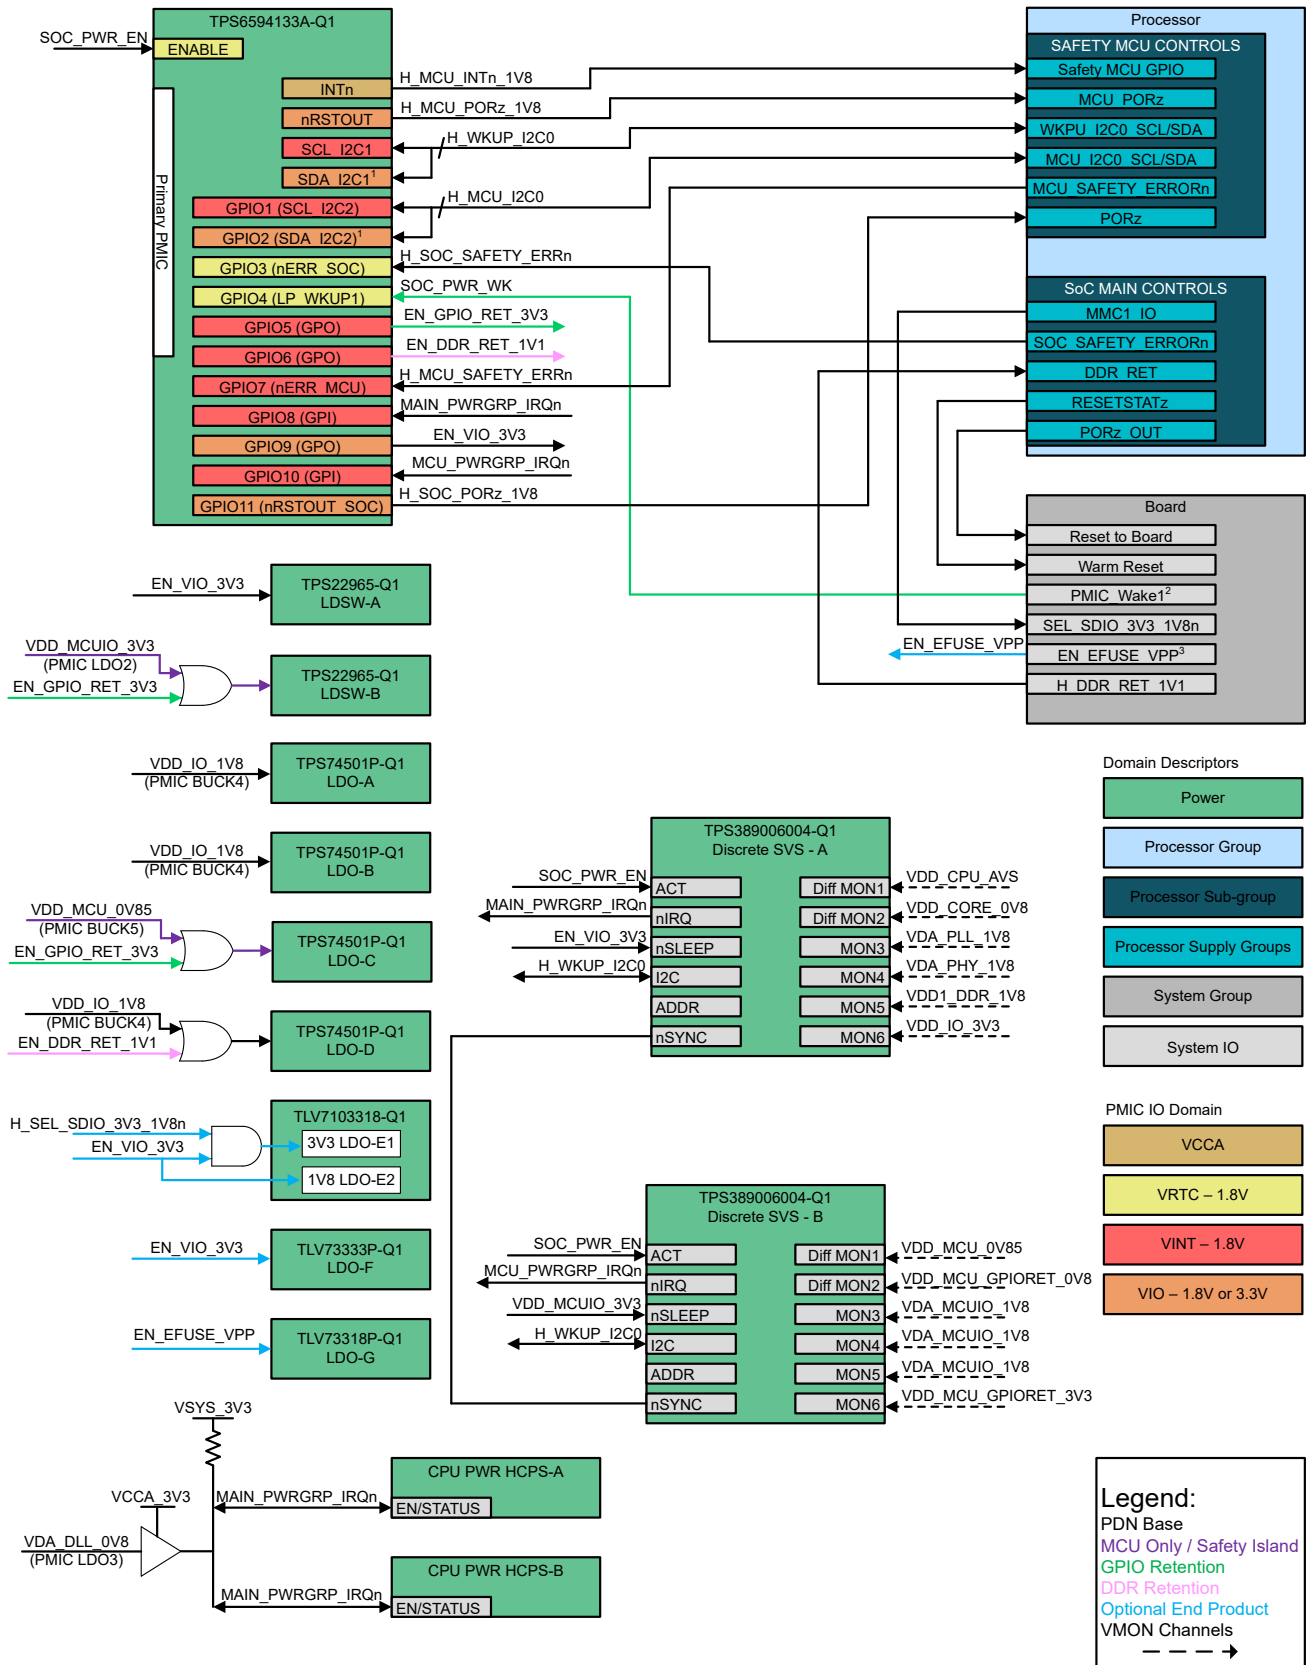 TPS6594133A-Q1
SOC_PWR_EN
ENABLE
Primary PMIC
INTn
H_MCU_INTn_1V8
nRSTOUT
H_MCU_PORz_1V8
SCL_I2C1
H_WKUP_I2C0
SDA_I2C1¹
GPIO1 (SCL_I2C2)
H_MCU_I2C0
GPIO2 (SDA_I2C2)¹
GPIO3 (nERR_SOC)
H_SOC_SAFETY_ERRn
GPIO4 (LP_WKUP1)
SOC_PWR_WK
GPIO5 (GPO)
EN_GPIO_RET_3V3
GPIO6 (GPO)
EN_DDR_RET_1V1
GPIO7 (nERR_MCU)
H_MCU_SAFETY_ERRn
GPIO8 (GPI)
MAIN_PWRGRP_IRQn
GPIO9 (GPO)
EN_VIO_3V3
GPIO10 (GPI)
MCU_PWRGRP_IRQn
GPIO11 (nRSTOUT_SOC)
H_SOC_PORz_1V8
Processor
SAFETY MCU CONTROLS
Safety MCU GPIO
MCU_PORz
WKPU_I2C0_SCL/SDA
MCU_I2C0_SCL/SDA
MCU_SAFETY_ERRORn
PORz
SoC MAIN CONTROLS
MMC1_IO
SOC_SAFETY_ERRORn
DDR_RET
RESETSTATz
PORz_OUT
Board
Reset to Board
Warm Reset
PMIC_Wake1²
SEL_SDIO_3V3_1V8n
EN_EFUSE_VPP
EN_EFUSE_VPP³
H_DDR_RET_1V1
EN_VIO_3V3
TPS22965-Q1
LDSW-A
VDD_MCUIO_3V3
(PMIC LDO2)
EN_GPIO_RET_3V3
TPS22965-Q1
LDSW-B
VDD_IO_1V8
(PMIC BUCK4)
TPS74501P-Q1
LDO-A
VDD_IO_1V8
(PMIC BUCK4)
TPS74501P-Q1
LDO-B
VDD_MCU_0V85
(PMIC BUCK5)
EN_GPIO_RET_3V3
TPS74501P-Q1
LDO-C
VDD_IO_1V8
(PMIC BUCK4)
EN_DDR_RET_1V1
TPS74501P-Q1
LDO-D
H_SEL_SDIO_3V3_1V8n
EN_VIO_3V3
TLV7103318-Q1
3V3 LDO-E1
1V8 LDO-E2
EN_VIO_3V3
TLV73333P-Q1
LDO-F
EN_EFUSE_VPP
TLV73318P-Q1
LDO-G
VSYS_3V3
VCCA_3V3
VDA_DLL_0V8
(PMIC LDO3)
MAIN_PWRGRP_IRQn
CPU PWR HCPS-A
EN/STATUS
MAIN_PWRGRP_IRQn
CPU PWR HCPS-B
EN/STATUS
TPS389006004-Q1
Discrete SVS - A
SOC_PWR_EN
ACT
Diff MON1
VDD_CPU_AVS
MAIN_PWRGRP_IRQn
nIRQ
Diff MON2
VDD_CORE_0V8
EN_VIO_3V3
nSLEEP
MON3
VDA_PLL_1V8
H_WKUP_I2C0
I2C
MON4
VDA_PHY_1V8
ADDR
MON5
VDD1_DDR_1V8
nSYNC
MON6
VDD_IO_3V3
TPS389006004-Q1
Discrete SVS - B
SOC_PWR_EN
ACT
Diff MON1
VDD_MCU_0V85
MCU_PWRGRP_IRQn
nIRQ
Diff MON2
VDD_MCU_GPIORET_0V8
VDD_MCUIO_3V3
nSLEEP
MON3
VDA_MCUIO_1V8
H_WKUP_I2C0
I2C
MON4
VDA_MCUIO_1V8
ADDR
MON5
VDA_MCUIO_1V8
nSYNC
MON6
VDD_MCU_GPIORET_3V3
Domain Descriptors
Power
Processor Group
Processor Sub-group
Processor Supply Groups
System Group
System IO
PMIC IO Domain
VCCA
VRTC – 1.8V
VINT – 1.8V
VIO – 1.8V or 3.3V
Legend:
PDN Base
MCU Only / Safety Island
GPIO Retention
DDR Retention
Optional End Product
VMON Channels